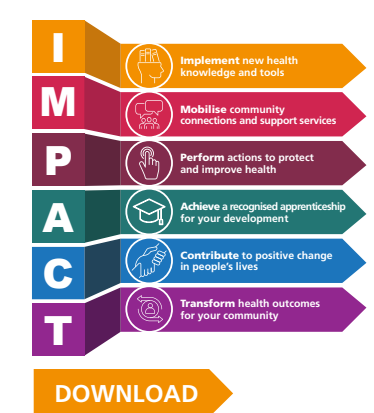 I
Implement new health
knowledge and tools
M
Mobilise community
connections and support services
P
Perform actions to protect
and improve health
A
Achieve a recognised apprenticeship
for your development
C
Contribute to positive change
in people's lives
T
Transform health outcomes
for your community
DOWNLOAD